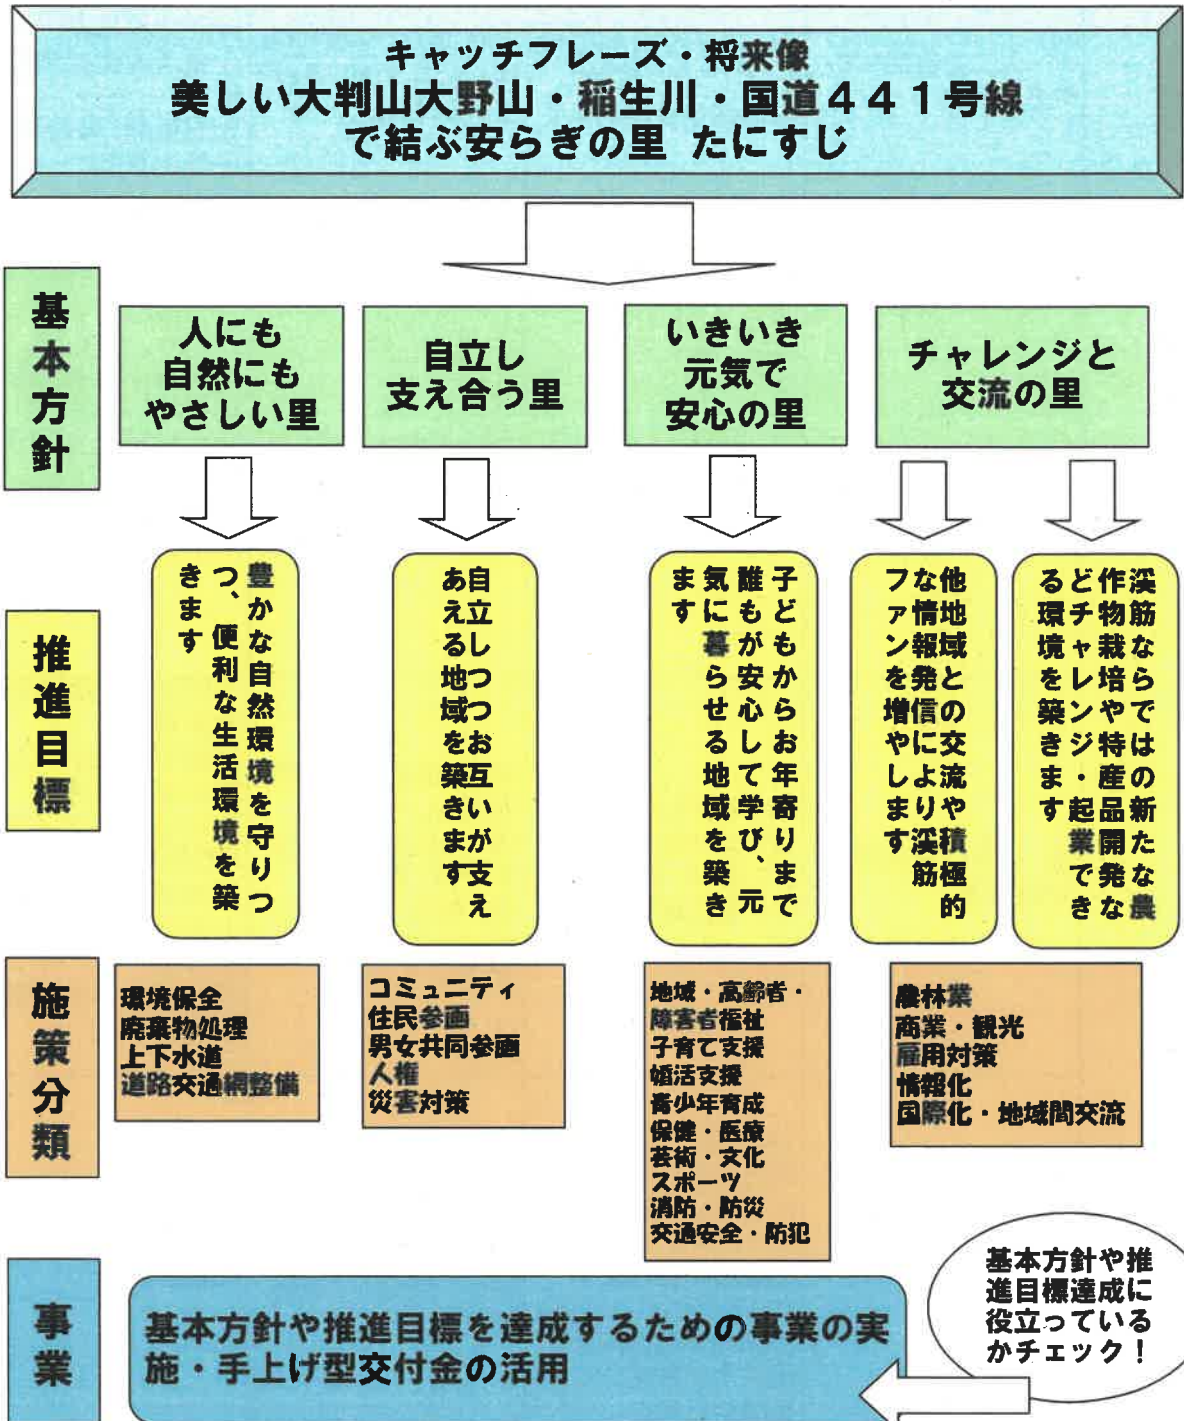 キャッチフレーズ・将来像
美しい大判山大野山・稲生川・国道４４１号線
で結ぶ安らぎの里 たにすじ
基本方針
人にも
自然にも
やさしい里
自立し
支え合う里
いきいき
元気で
安心の里
チャレンジと
交流の里
推進目標
豊かな自然環境を守りつ
つ、便利な生活環境を築
きます
自立しつつお互いが支え
あえる地域を築きます
子どもからお年寄りまで
誰もが安心して学び、元
気に暮らせる地域を築き
ます
他地域との交流や積極的
な情報発信により渓筋
ファンを増やします
渓筋ならではの新たな農
作物栽培や特産品開発な
どチャレンジ・起業でき
る環境を築きます
施策分類
環境保全
廃棄物処理
上下水道
道路交通網整備
コミュニティ
住民参画
男女共同参画
人権
災害対策
地域・高齢者・
障害者福祉
子育て支援
婚活支援
青少年育成
保健・医療
芸術・文化
スポーツ
消防・防災
交通安全・防犯
農林業
商業・観光
雇用対策
情報化
国際化・地域間交流
事業
基本方針や推進目標を達成するための事業の実
施・手上げ型交付金の活用
基本方針や推
進目標達成に
役立っている
かチェック！